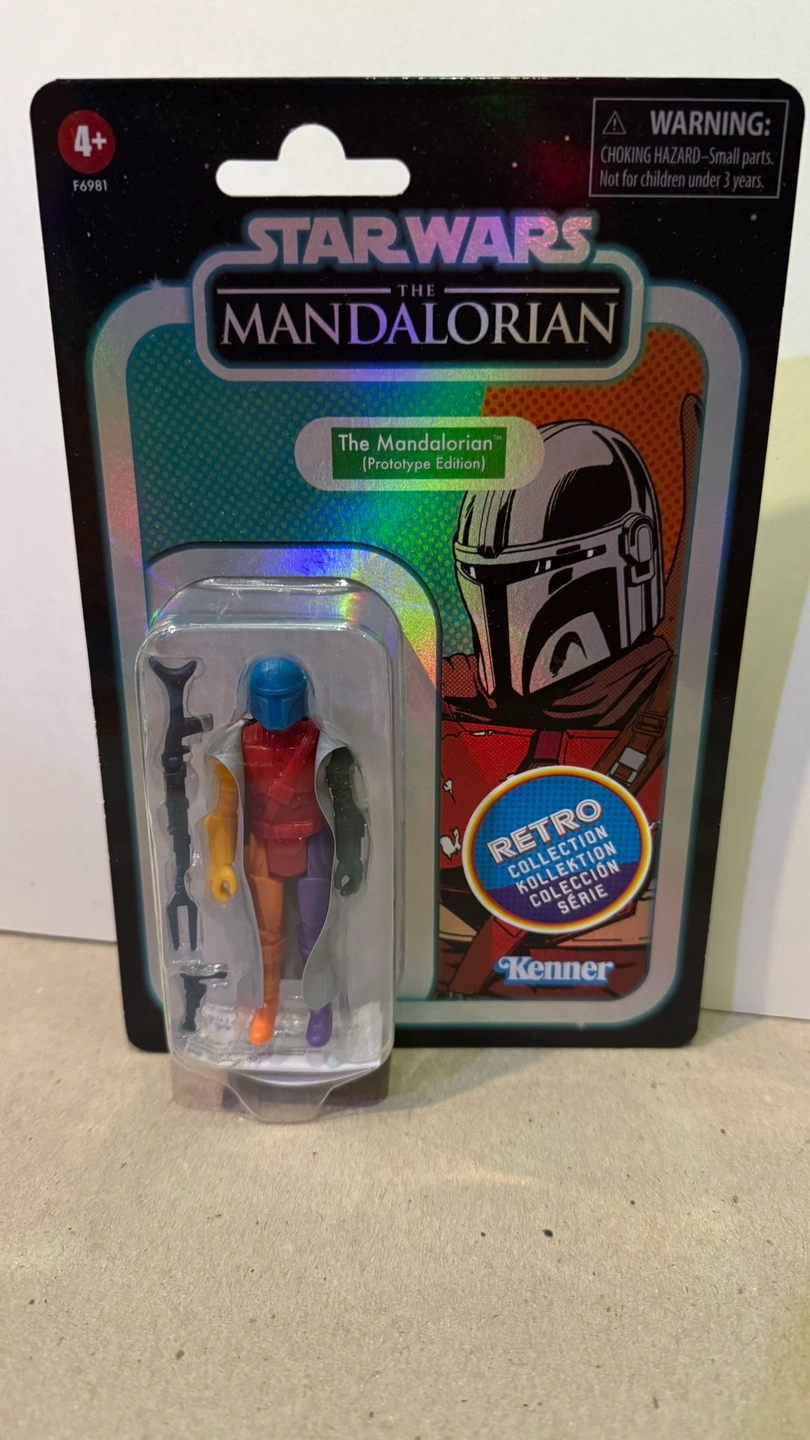 4+
F6981
⚠ WARNING:
CHOKING HAZARD–Small parts.
Not for children under 3 years.
STAR WARS
THE
MANDALORIAN
The Mandalorian™
(Prototype Edition)
RETRO
COLLECTION
KOLLEKTION
COLECCIÓN
SÉRIE
Kenner